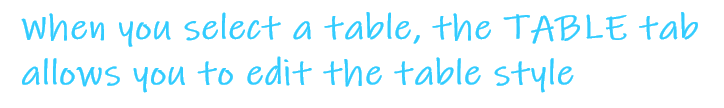 When you select a table, the TABLE tab
allows you to edit the table style